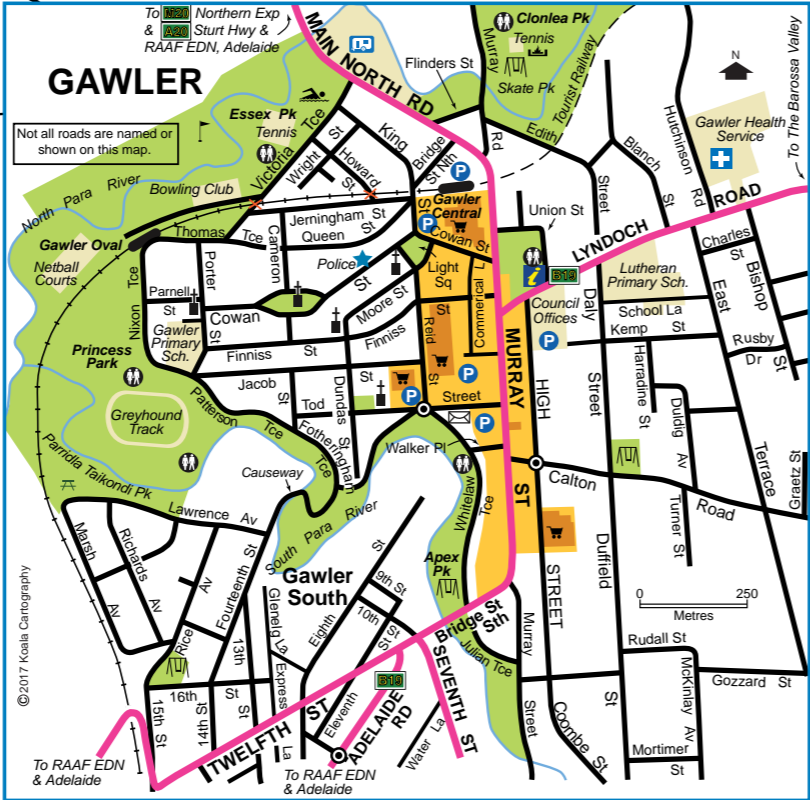 To N20 Northern Exp
& A20 Sturt Hwy &
RAAF EDN, Adelaide
GAWLER
Not all roads are named or
shown on this map.
MAIN NORTH RD
Flinders St
Clonlea Pk
Tennis
Skate Pk
Murray
Rd
Tourist Railway
N
To The Barossa Valley
Hutchinson Rd
Gawler Health
Service
Essex Pk
Tennis
Victoria Tce
Wright St
Howard St
King
St
Bridge
St Nth
Edith
Street
Blanch St
North Para River
Bowling Club
P
Gawler
Central
P
Union St
LYNDOCH ROAD
Gawler Oval
Netball
Courts
Thomas Tce
Jerningham St
Queen
Cameron
Police
St
Cowan St
Light
Sq
i
B19
Lutheran
Primary Sch.
Charles
St
Bishop
St
Nixon Tce
Porter
St
Parnell
St
Cowan
Moore St
Commerical L
Council
Offices
P
Daly
School La
Kemp St
East
Terrace
Rusby
Dr
Gawler
Primary
Sch.
Finniss St
Finniss
St
Reid St
MURRAY ST
HIGH STREET
Street
Harradine St
Duidig Av
Princess
Park
Jacob
St
Dundas St
P
P
P
Tod
Street
Greyhound
Track
Patterson Tce
Fotheringham
Tce
Walker Pl
Calton Road
Graetz St
Parridla Taikondi Pk
Causeway
Whitelaw Tce
Turner St
Lawrence Av
South Para River
Marsh Av
Richards Av
Fourteenth St
Gawler
South
Apex
Pk
Duffield
St
0 250
Metres
Glenelg La
Eighth
St
9th St
10th St
Bridge St
Sth
Rice Av
13th
St
Murray
Street
Rudall St
Julian Tce
McKinlay Av
Gozzard St
16th St
Express
La
Eleventh
St
B19
SEVENTH ST
15th St
14th St
TWELFTH ST
ADELAIDE
RD
Water La
Coombe St
Mortimer
St
To RAAF EDN
& Adelaide
To RAAF EDN
& Adelaide
©2017 Koala Cartography